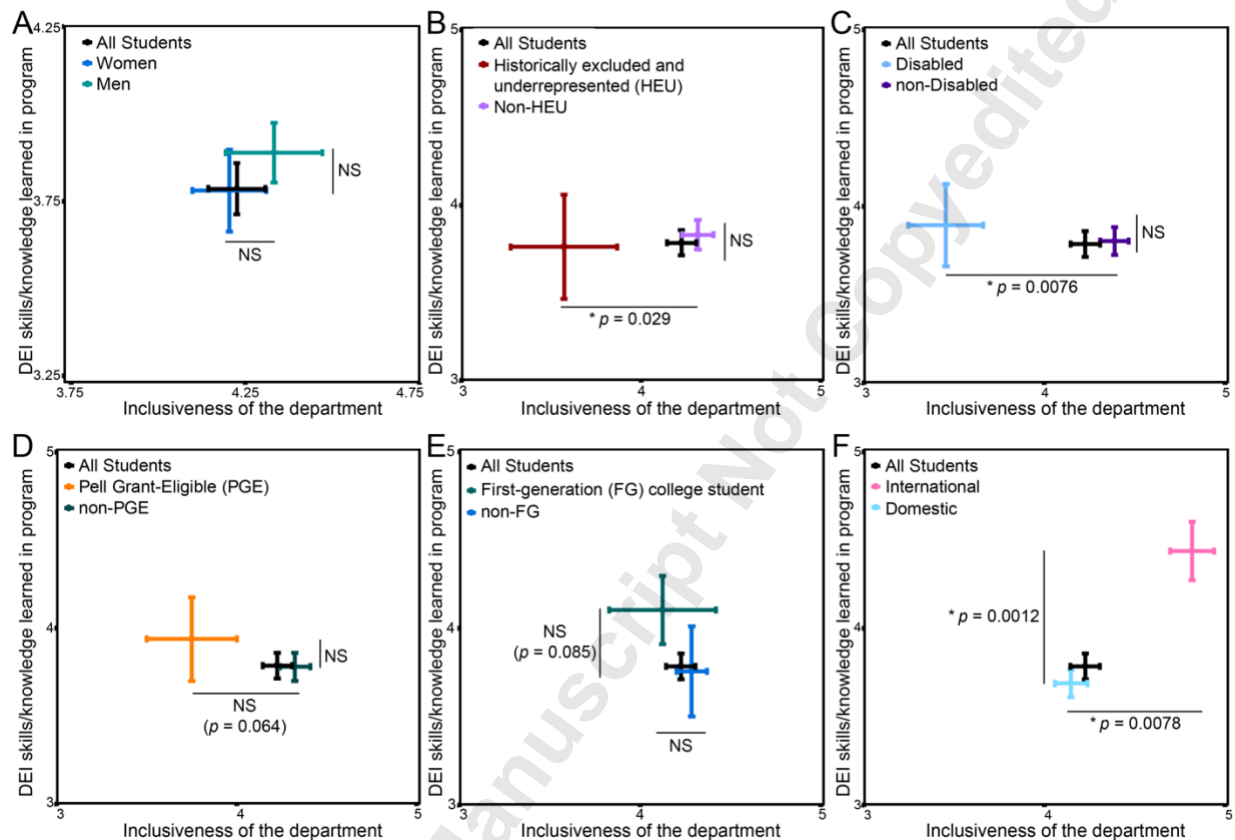 A
4.25
All Students
Women
Men
DEI skills/knowledge learned in program
3.75
NS
NS
3.25
3.75
4.25
4.75
Inclusiveness of the department
B
5
All Students
Historically excluded and
underrepresented (HEU)
Non-HEU
DEI skills/knowledge learned in program
4
NS
* p = 0.029
3
3
4
5
Inclusiveness of the department
C
5
All Students
Disabled
non-Disabled
DEI skills/knowledge learned in program
4
NS
* p = 0.0076
3
3
4
5
Inclusiveness of the department
D
5
All Students
Pell Grant-Eligible (PGE)
non-PGE
DEI skills/knowledge learned in program
4
NS
NS
(p = 0.064)
3
3
4
5
Inclusiveness of the department
E
5
All Students
First-generation (FG) college student
non-FG
DEI skills/knowledge learned in program
4
NS
(p = 0.085)
NS
3
3
4
5
Inclusiveness of the department
F
5
All Students
International
Domestic
DEI skills/knowledge learned in program
4
* p = 0.0012
* p = 0.0078
3
3
4
5
Inclusiveness of the department
anuscript Not Copyedited